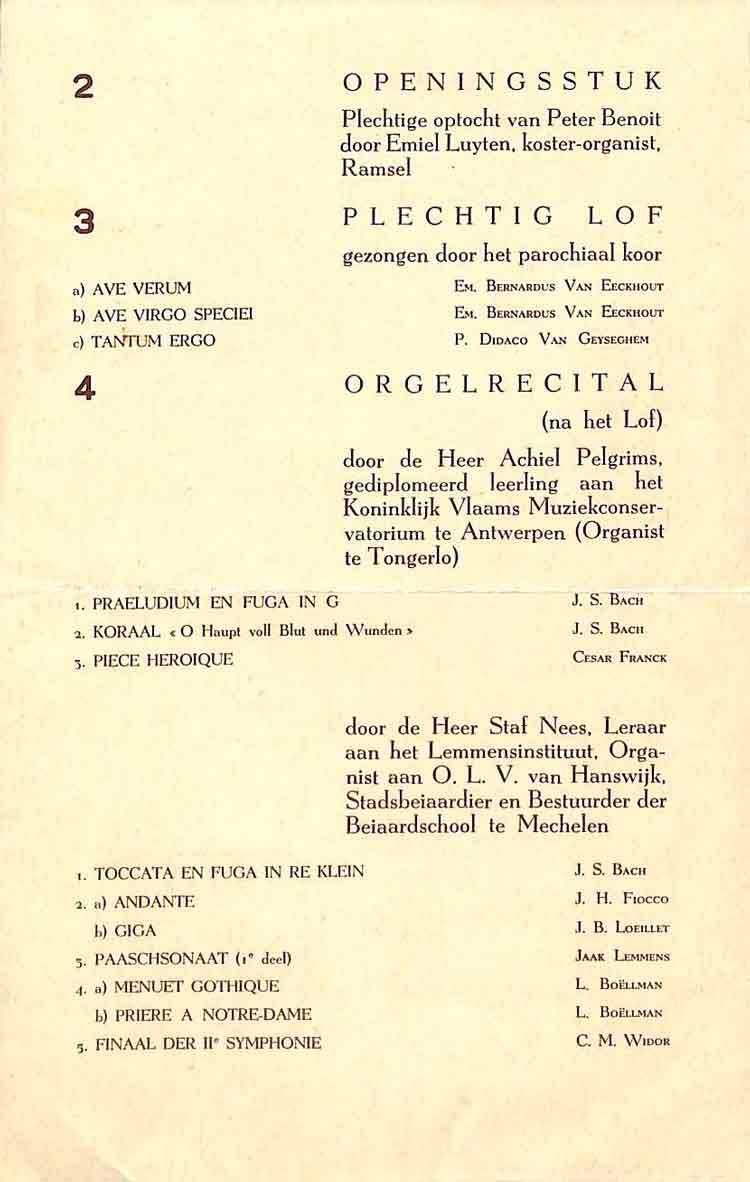 2 OPENINGSSTUK
Plechtige optocht van Peter Benoit
door Emiel Luyten, koster-organist,
Ramsel
3 PLECHTIG LOF
gezongen door het parochiaal koor
a) AVE VERUM Em. Bernardus Van Eeckhout
b) AVE VIRGO SPECIEI Em. Bernardus Van Eeckhout
c) TANTUM ERGO P. Didaco Van Geyseghem
4 ORGELRECITAL
(na het Lof)
door de Heer Achiel Pelgrims,
gediplomeerd leerling aan het
Koninklijk Vlaams Muziekconser-
vatorium te Antwerpen (Organist
te Tongerlo)
1. PRAELUDIUM EN FUGA IN G J. S. Bach
2. KORAAL « O Haupt voll Blut und Wunden » J. S. Bach
3. PIECE HEROIQUE Cesar Franck
door de Heer Staf Nees, Leraar
aan het Lemmensinstituut, Orga-
nist aan O. L. V. van Hanswijk,
Stadsbeiaardier en Bestuurder der
Beiaardschool te Mechelen
1. TOCCATA EN FUGA IN RE KLEIN J. S. Bach
2. a) ANDANTE J. H. Fiocco
b) GIGA J. B. Loeillet
3. PAASCHSONAAT (1e deel) Jaak Lemmens
4. a) MENUET GOTHIQUE L. Boëllman
b) PRIERE A NOTRE-DAME L. Boëllman
5. FINAAL DER IIe SYMPHONIE C. M. Widor